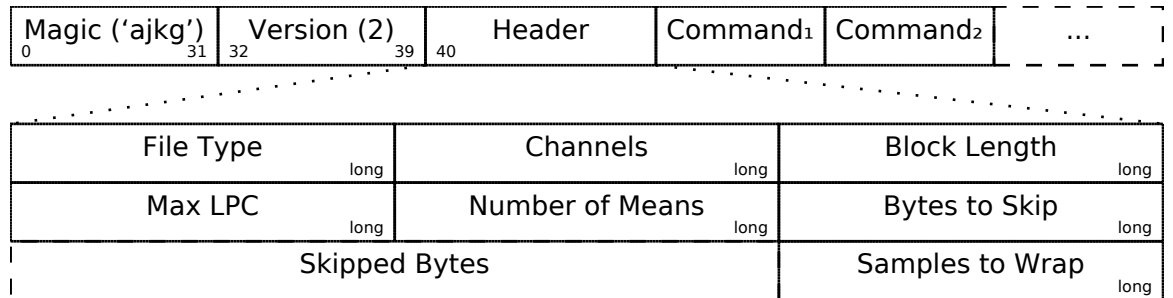 Magic (‘ajkg’) Version (2) Header Command₁ Command₂ ...
0 31 32 39 40
File Type Channels Block Length
long long long
Max LPC Number of Means Bytes to Skip
long long long
Skipped Bytes Samples to Wrap
long